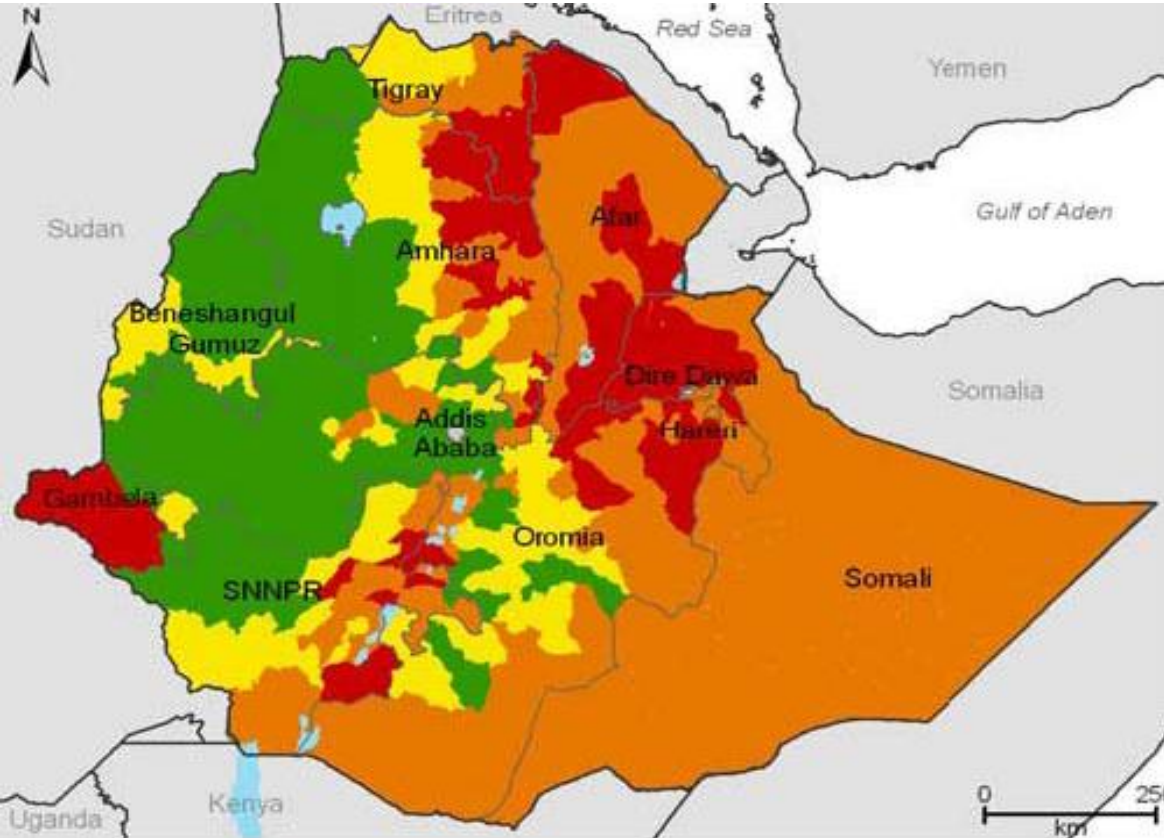 N
Eritrea
Red Sea
Yemen
Tigray
Gulf of Aden
Afar
Sudan
Amhara
Beneshangul
Gumuz
Dire Dawa
Somalia
Addis
Ababa
Hareri
Gambela
Oromia
Somali
SNNPR
0 250
km
Kenya
Uganda